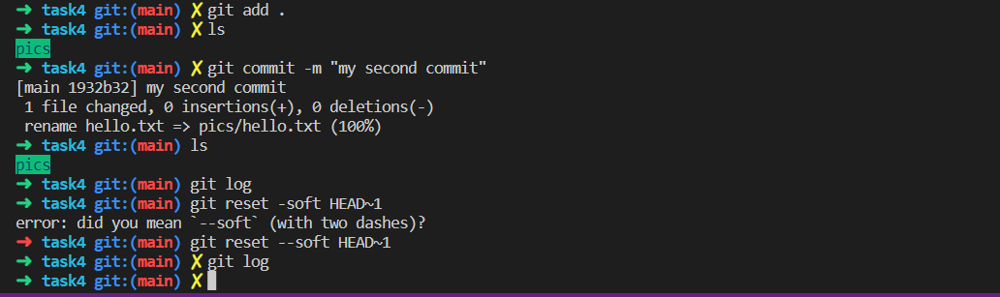 ➜ task4 git:(main) ✗ git add .
➜ task4 git:(main) ✗ ls
pics
➜ task4 git:(main) ✗ git commit -m "my second commit"
[main 1932b32] my second commit
 1 file changed, 0 insertions(+), 0 deletions(-)
 rename hello.txt => pics/hello.txt (100%)
➜ task4 git:(main) ls
pics
➜ task4 git:(main) git log
➜ task4 git:(main) git reset -soft HEAD~1
error: did you mean `--soft` (with two dashes)?
➜ task4 git:(main) git reset --soft HEAD~1
➜ task4 git:(main) ✗ git log
➜ task4 git:(main) ✗